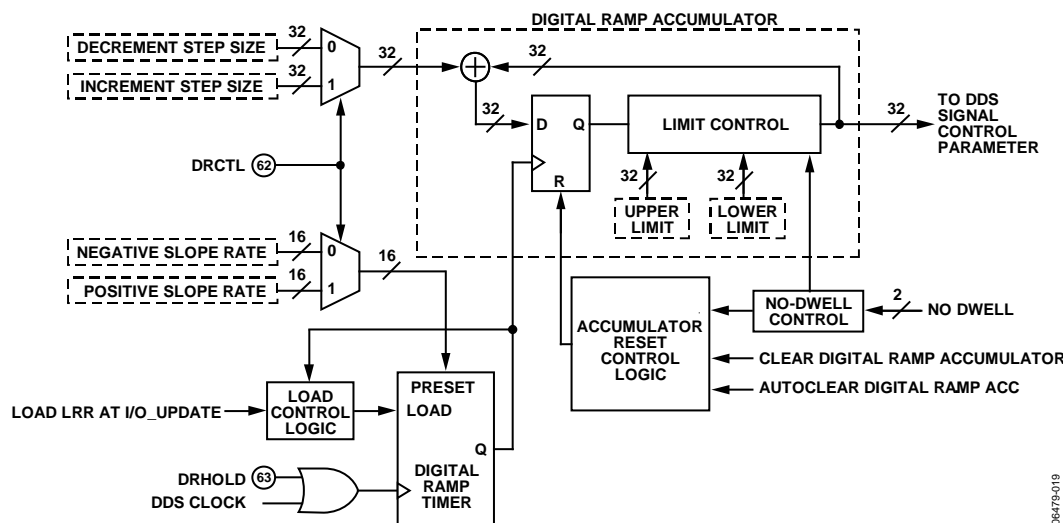 DIGITAL RAMP ACCUMULATOR
DECREMENT STEP SIZE
32
0
INCREMENT STEP SIZE
32
1
32
32
32
D
Q
R
LIMIT CONTROL
32
TO DDS
SIGNAL
CONTROL
PARAMETER
DRCTL
62
32
UPPER
LIMIT
32
LOWER
LIMIT
NEGATIVE SLOPE RATE
16
0
POSITIVE SLOPE RATE
16
1
16
ACCUMULATOR
RESET
CONTROL
LOGIC
NO-DWELL
CONTROL
2
NO DWELL
CLEAR DIGITAL RAMP ACCUMULATOR
AUTOCLEAR DIGITAL RAMP ACC
LOAD LRR AT I/O_UPDATE
LOAD
CONTROL
LOGIC
PRESET
LOAD
Q
DIGITAL
RAMP
TIMER
DRHOLD
63
DDS CLOCK
06479-019